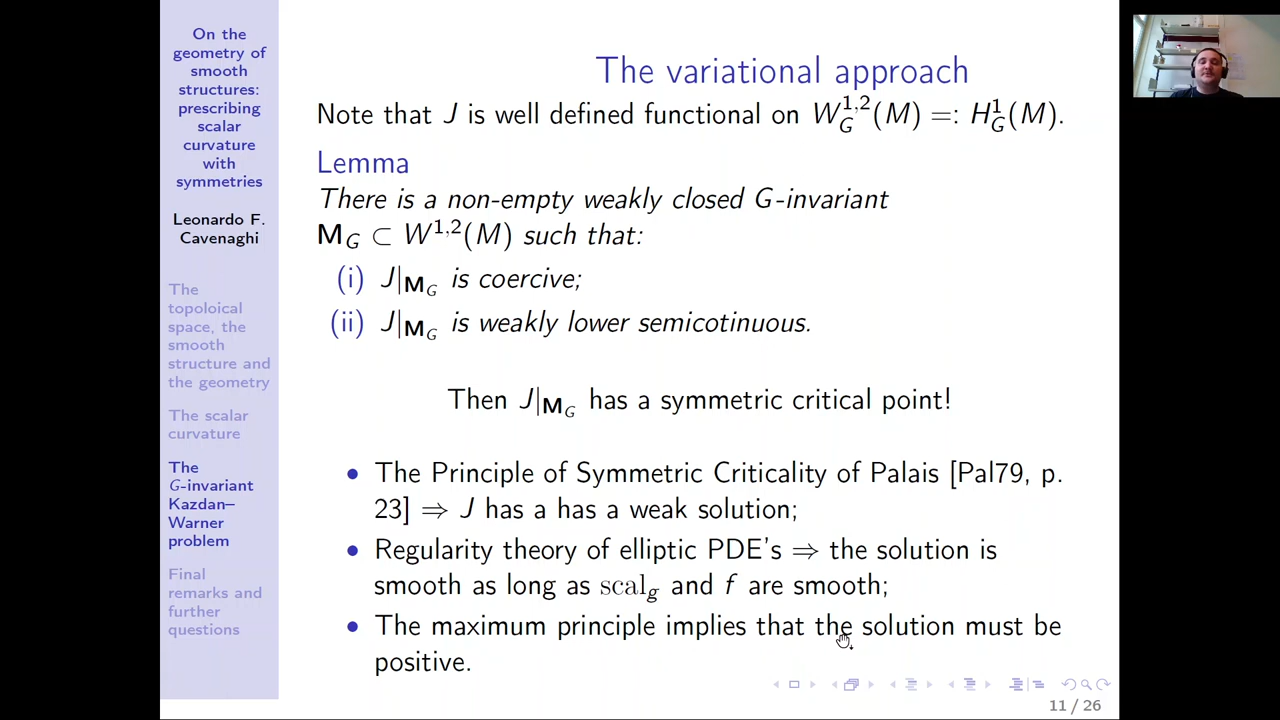 On the
geometry of
smooth
structures:
prescribing
scalar
curvature
with
symmetries
Leonardo F.
Cavenaghi
The
topoloical
space, the
smooth
structure and
the geometry
The scalar
curvature
The
G-invariant
Kazdan–
Warner
problem
Final
remarks and
further
questions
The variational approach
Note that J is well defined functional on W_G^{1,2}(M) =: H_G^1(M).
Lemma
There is a non-empty weakly closed G-invariant
M_G ⊂ W^{1,2}(M) such that:
(i) J|_{M_G} is coercive;
(ii) J|_{M_G} is weakly lower semicotinuous.
Then J|_{M_G} has a symmetric critical point!
• The Principle of Symmetric Criticality of Palais [Pal79, p.
23] ⇒ J has a has a weak solution;
• Regularity theory of elliptic PDE's ⇒ the solution is
smooth as long as scal_g and f are smooth;
• The maximum principle implies that the solution must be
positive.
11 / 26